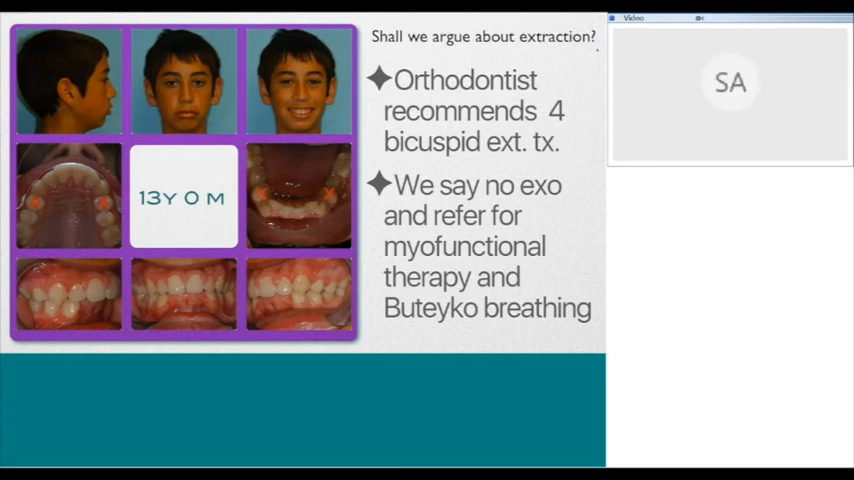 Shall we argue about extraction?
Orthodontist
recommends 4
bicuspid ext. tx.
We say no exo
and refer for
myofunctional
therapy and
Buteyko breathing
13Y 0 M
X X
X X
Video
SA